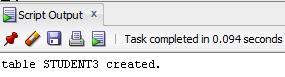 Script Output x
Task completed in 0.094 seconds
table STUDENT3 created.